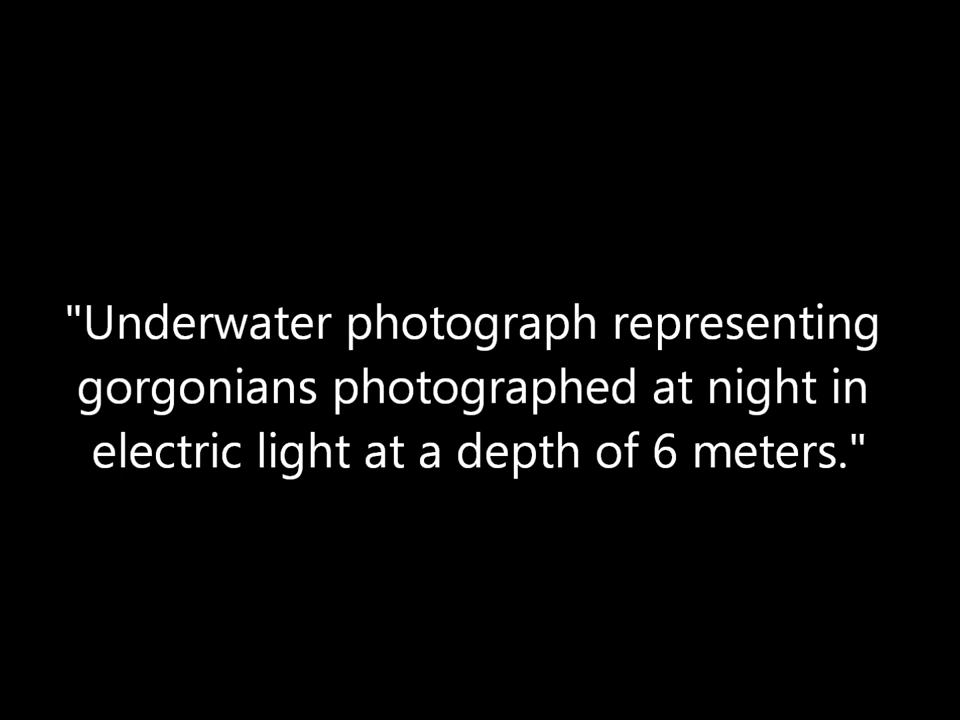 "Underwater photograph representing
gorgonians photographed at night in
electric light at a depth of 6 meters."